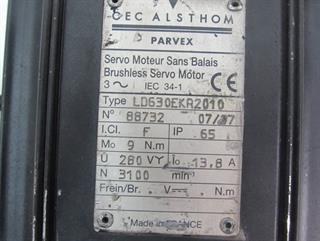 GEC ALSTHOM
PARVEX
Servo Moteur Sans Balais
Brushless Servo Motor
3 ~ IEC 34-1 CE
Type LD630EKR2010
N° 88732 07/97
I.Cl. F IP 65
Mo 9 N.m
U 280 VY Io 13,8 A
N 3100 min⁻¹
Frein/Br. V N.m
Made in FRANCE